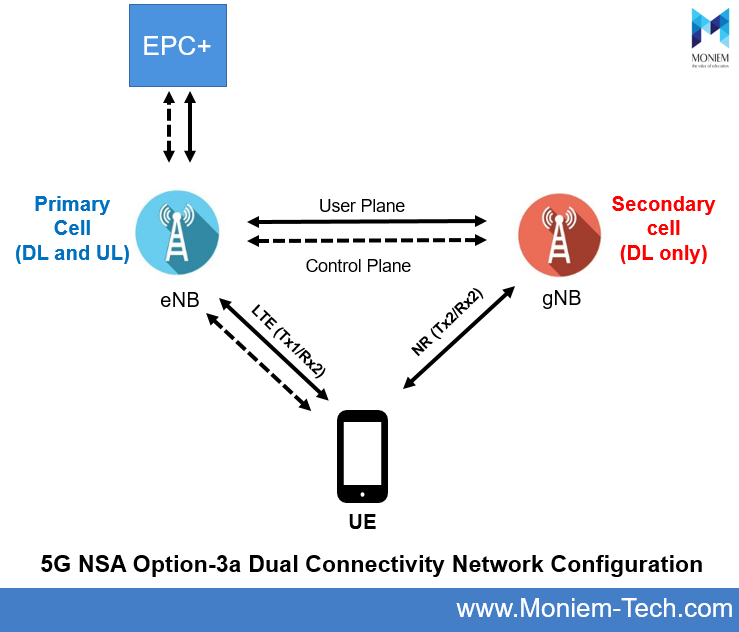 EPC+
MONIEM
the miles of education
Primary
Cell
(DL and UL)
User Plane
Control Plane
Secondary
cell
(DL only)
eNB
gNB
LTE (Tx1/Rx2)
NR (Tx2/Rx2)
UE
5G NSA Option-3a Dual Connectivity Network Configuration
www.Moniem-Tech.com